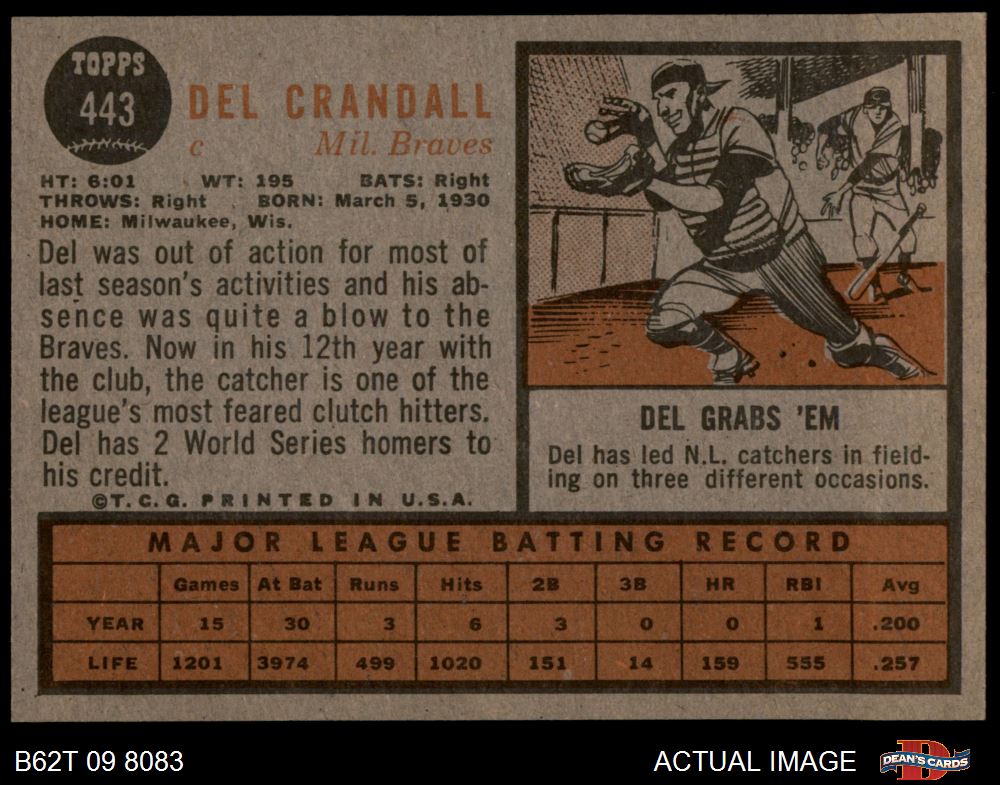 TOPPS
443
DEL CRANDALL
c Mil. Braves
HT: 6:01 WT: 195 BATS: Right
THROWS: Right BORN: March 5, 1930
HOME: Milwaukee, Wis.
Del was out of action for most of
last season's activities and his ab-
sence was quite a blow to the
Braves. Now in his 12th year with
the club, the catcher is one of the
league's most feared clutch hitters.
Del has 2 World Series homers to
his credit.
©T.C.G. PRINTED IN U.S.A.
DEL GRABS 'EM
Del has led N.L. catchers in field-
ing on three different occasions.
MAJOR LEAGUE BATTING RECORD
Games At Bat Runs Hits 2B 3B HR RBI Avg
YEAR 15 30 3 6 3 0 0 1 .200
LIFE 1201 3974 499 1020 151 14 159 555 .257
B62T 09 8083 ACTUAL IMAGE D DEAN'S CARDS